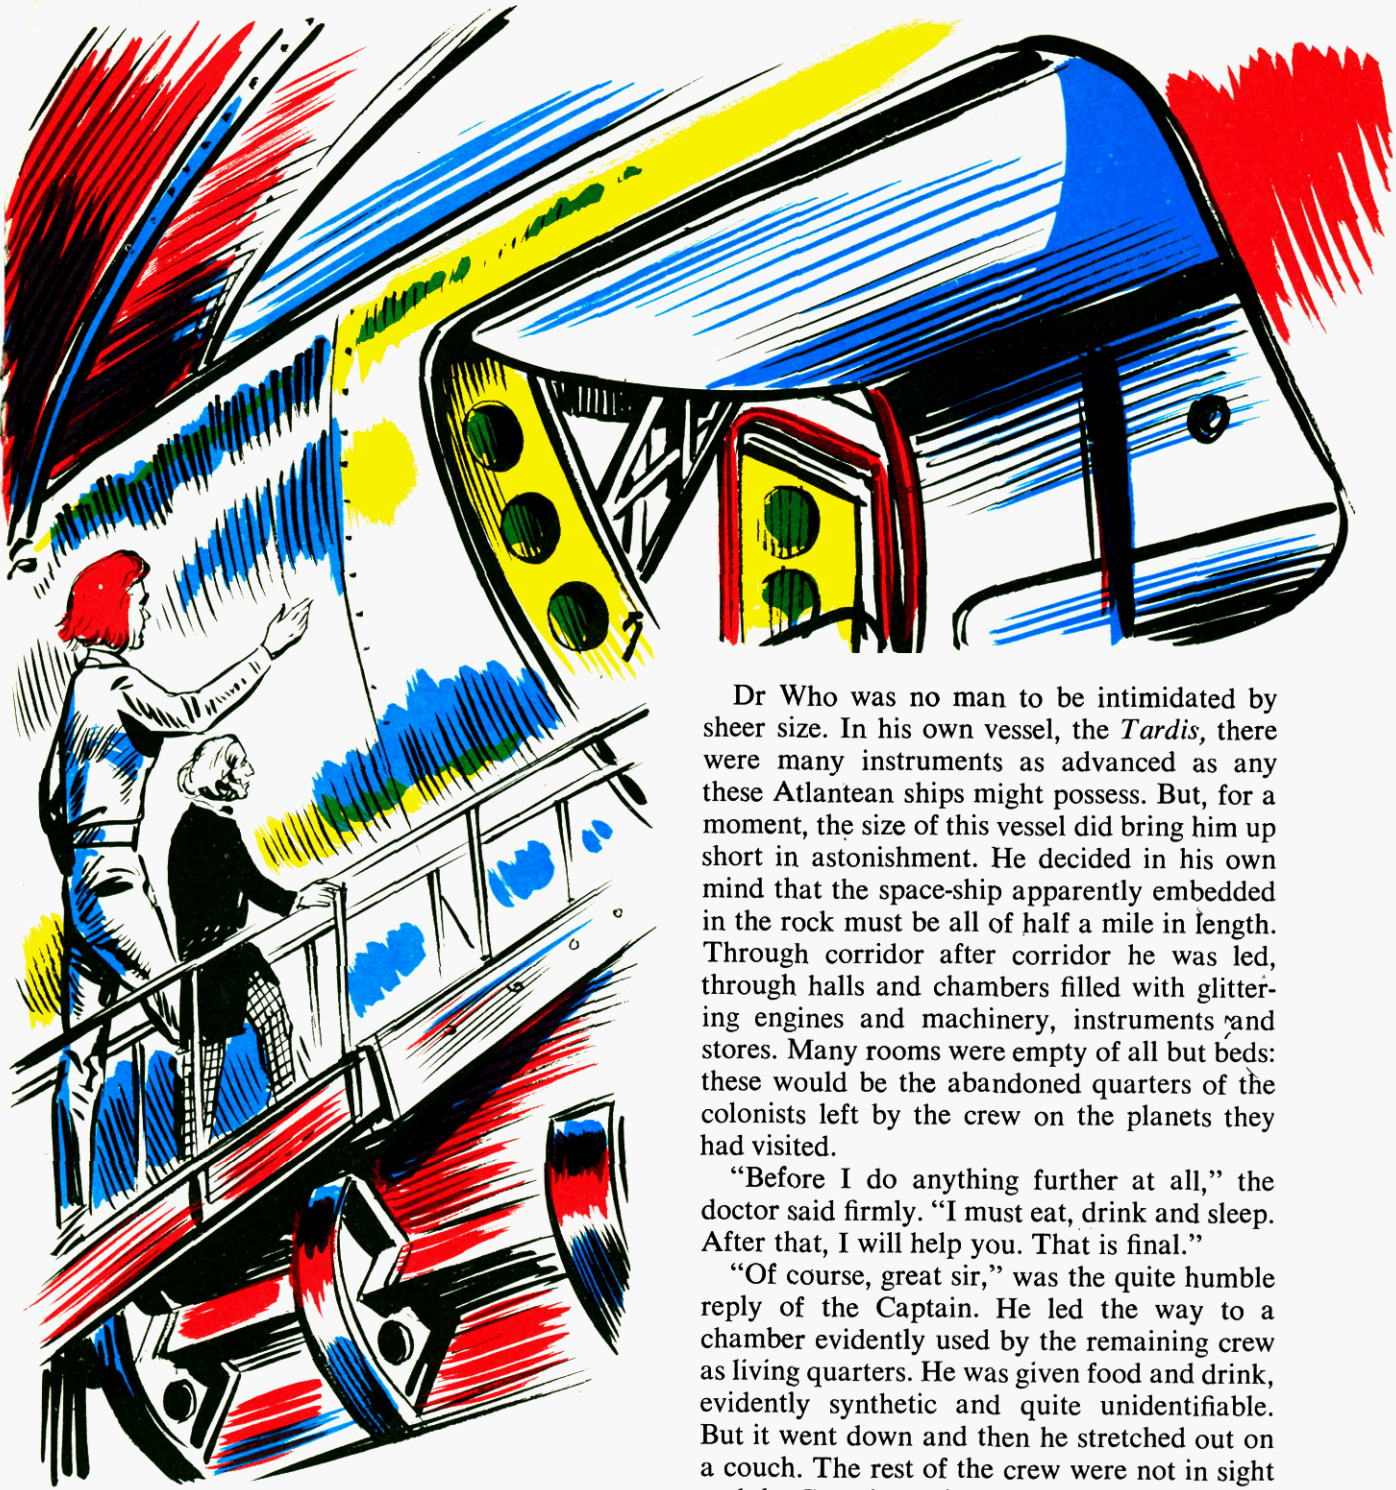 Dr Who was no man to be intimidated by
sheer size. In his own vessel, the Tardis, there
were many instruments as advanced as any
these Atlantean ships might possess. But, for a
moment, the size of this vessel did bring him up
short in astonishment. He decided in his own
mind that the space-ship apparently embedded
in the rock must be all of half a mile in length.
Through corridor after corridor he was led,
through halls and chambers filled with glitter-
ing engines and machinery, instruments and
stores. Many rooms were empty of all but beds:
these would be the abandoned quarters of the
colonists left by the crew on the planets they
had visited.
“Before I do anything further at all,” the
doctor said firmly. “I must eat, drink and sleep.
After that, I will help you. That is final.”
“Of course, great sir,” was the quite humble
reply of the Captain. He led the way to a
chamber evidently used by the remaining crew
as living quarters. He was given food and drink,
evidently synthetic and quite unidentifiable.
But it went down and then he stretched out on
a couch. The rest of the crew were not in sight